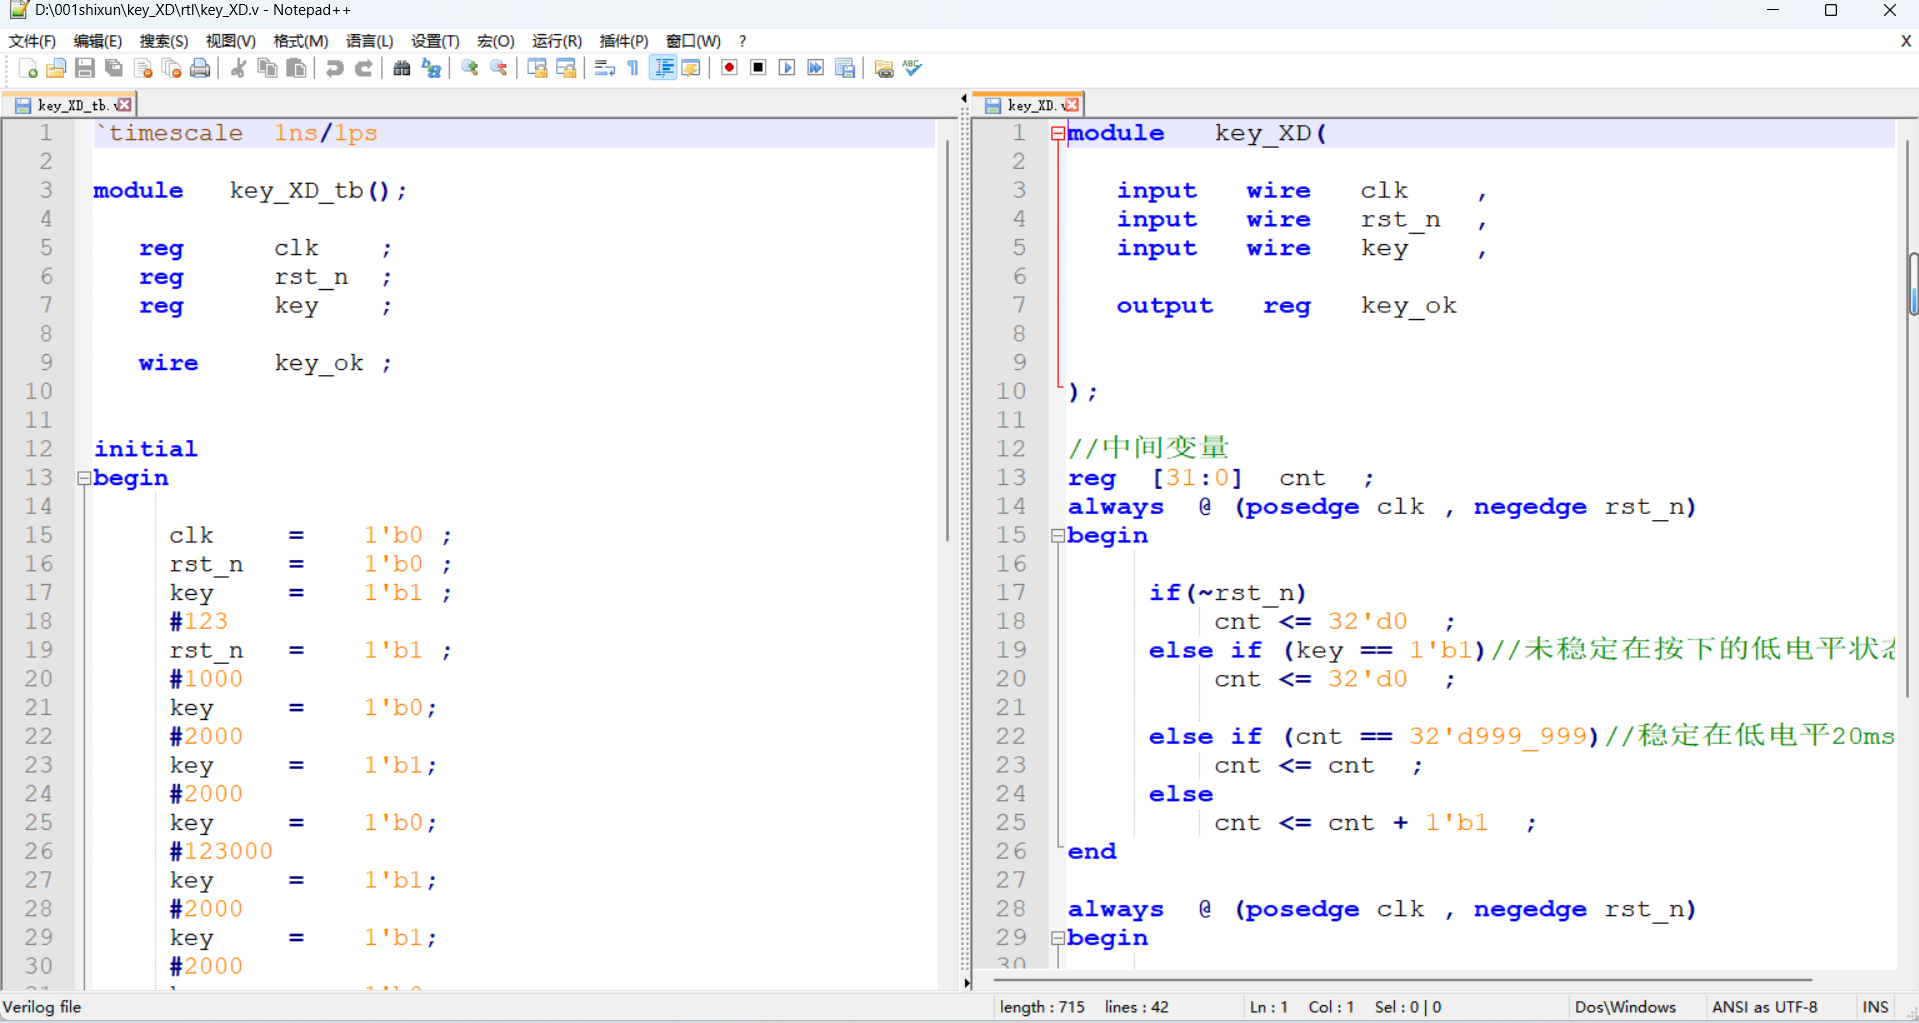 D:\001shixun\key_XD\rtl\key_XD.v - Notepad++
文件(F) 编辑(E) 搜索(S) 视图(V) 格式(M) 语言(L) 设置(T) 宏(O) 运行(R) 插件(P) 窗口(W) ? X
key_XD_tb.v
1 `timescale 1ns/1ps
2
3 module key_XD_tb();
4
5 reg clk ;
6 reg rst_n ;
7 reg key ;
8
9 wire key_ok ;
10
11
12 initial
13 begin
14
15 clk = 1'b0 ;
16 rst_n = 1'b0 ;
17 key = 1'b1 ;
18 #123
19 rst_n = 1'b1 ;
20 #1000
21 key = 1'b0;
22 #2000
23 key = 1'b1;
24 #2000
25 key = 1'b0;
26 #123000
27 key = 1'b1;
28 #2000
29 key = 1'b1;
30 #2000
key_XD.v
1 module key_XD(
2
3 input wire clk ,
4 input wire rst_n ,
5 input wire key ,
6
7 output reg key_ok
8
9
10 );
11
12 //中间变量
13 reg [31:0] cnt ;
14 always @ (posedge clk , negedge rst_n)
15 begin
16
17 if(~rst_n)
18 cnt <= 32'd0 ;
19 else if (key == 1'b1)//未稳定在按下的低电平状态
20 cnt <= 32'd0 ;
21
22 else if (cnt == 32'd999_999)//稳定在低电平20ms
23 cnt <= cnt ;
24 else
25 cnt <= cnt + 1'b1 ;
26 end
27
28 always @ (posedge clk , negedge rst_n)
29 begin
30
Verilog file length : 715 lines : 42 Ln : 1 Col : 1 Sel : 0 | 0 Dos\Windows ANSI as UTF-8 INS